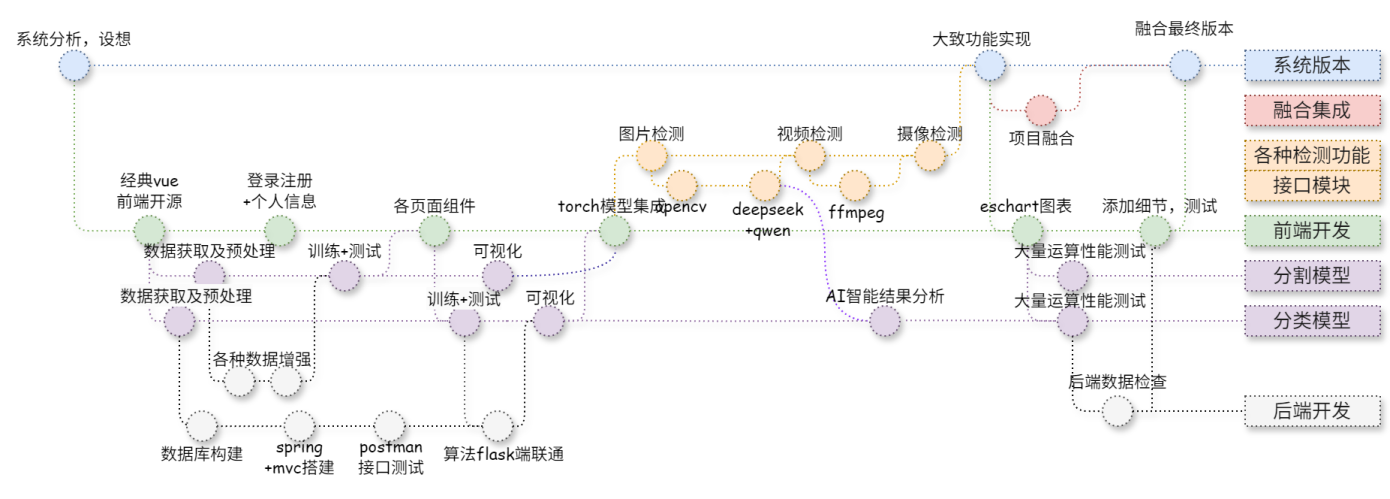 系统分析，设想
大致功能实现
融合最终版本
系统版本
融合集成
项目融合
图片检测
视频检测
摄像检测
各种检测功能
接口模块
opencv
deepseek
+qwen
ffmpeg
经典vue
前端开源
登录注册
+个人信息
各页面组件
torch模型集成
eschart图表
添加细节，测试
前端开发
数据获取及预处理
训练+测试
可视化
大量运算性能测试
分割模型
数据获取及预处理
训练+测试
可视化
AI智能结果分析
大量运算性能测试
分类模型
各种数据增强
后端数据检查
后端开发
数据库构建
spring
+mvc搭建
postman
接口测试
算法flask端联通